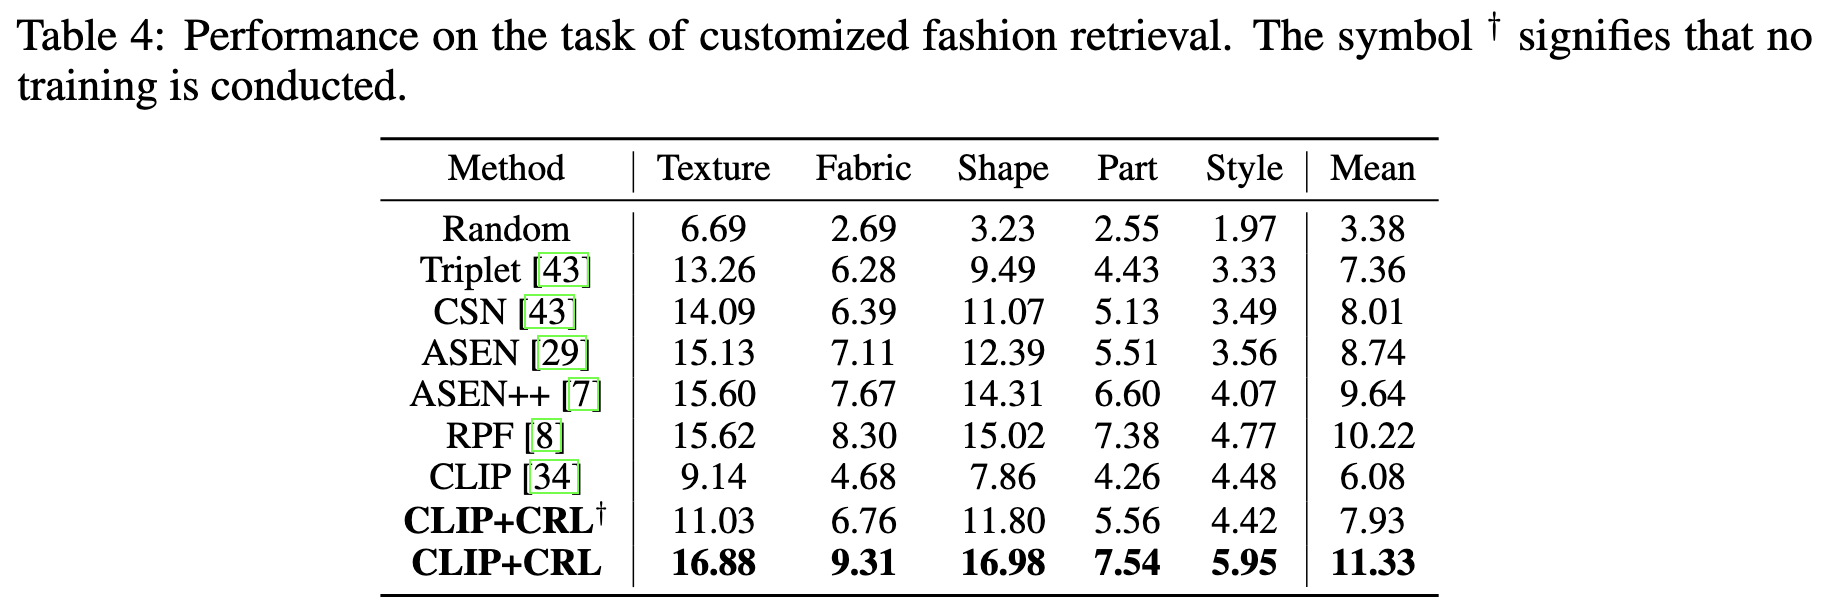 Table 4: Performance on the task of customized fashion retrieval. The symbol † signifies that no
training is conducted.
Method Texture Fabric Shape Part Style Mean
Random 6.69 2.69 3.23 2.55 1.97 3.38
Triplet [43] 13.26 6.28 9.49 4.43 3.33 7.36
CSN [43] 14.09 6.39 11.07 5.13 3.49 8.01
ASEN [29] 15.13 7.11 12.39 5.51 3.56 8.74
ASEN++ [7] 15.60 7.67 14.31 6.60 4.07 9.64
RPF [8] 15.62 8.30 15.02 7.38 4.77 10.22
CLIP [34] 9.14 4.68 7.86 4.26 4.48 6.08
CLIP+CRL† 11.03 6.76 11.80 5.56 4.42 7.93
CLIP+CRL 16.88 9.31 16.98 7.54 5.95 11.33